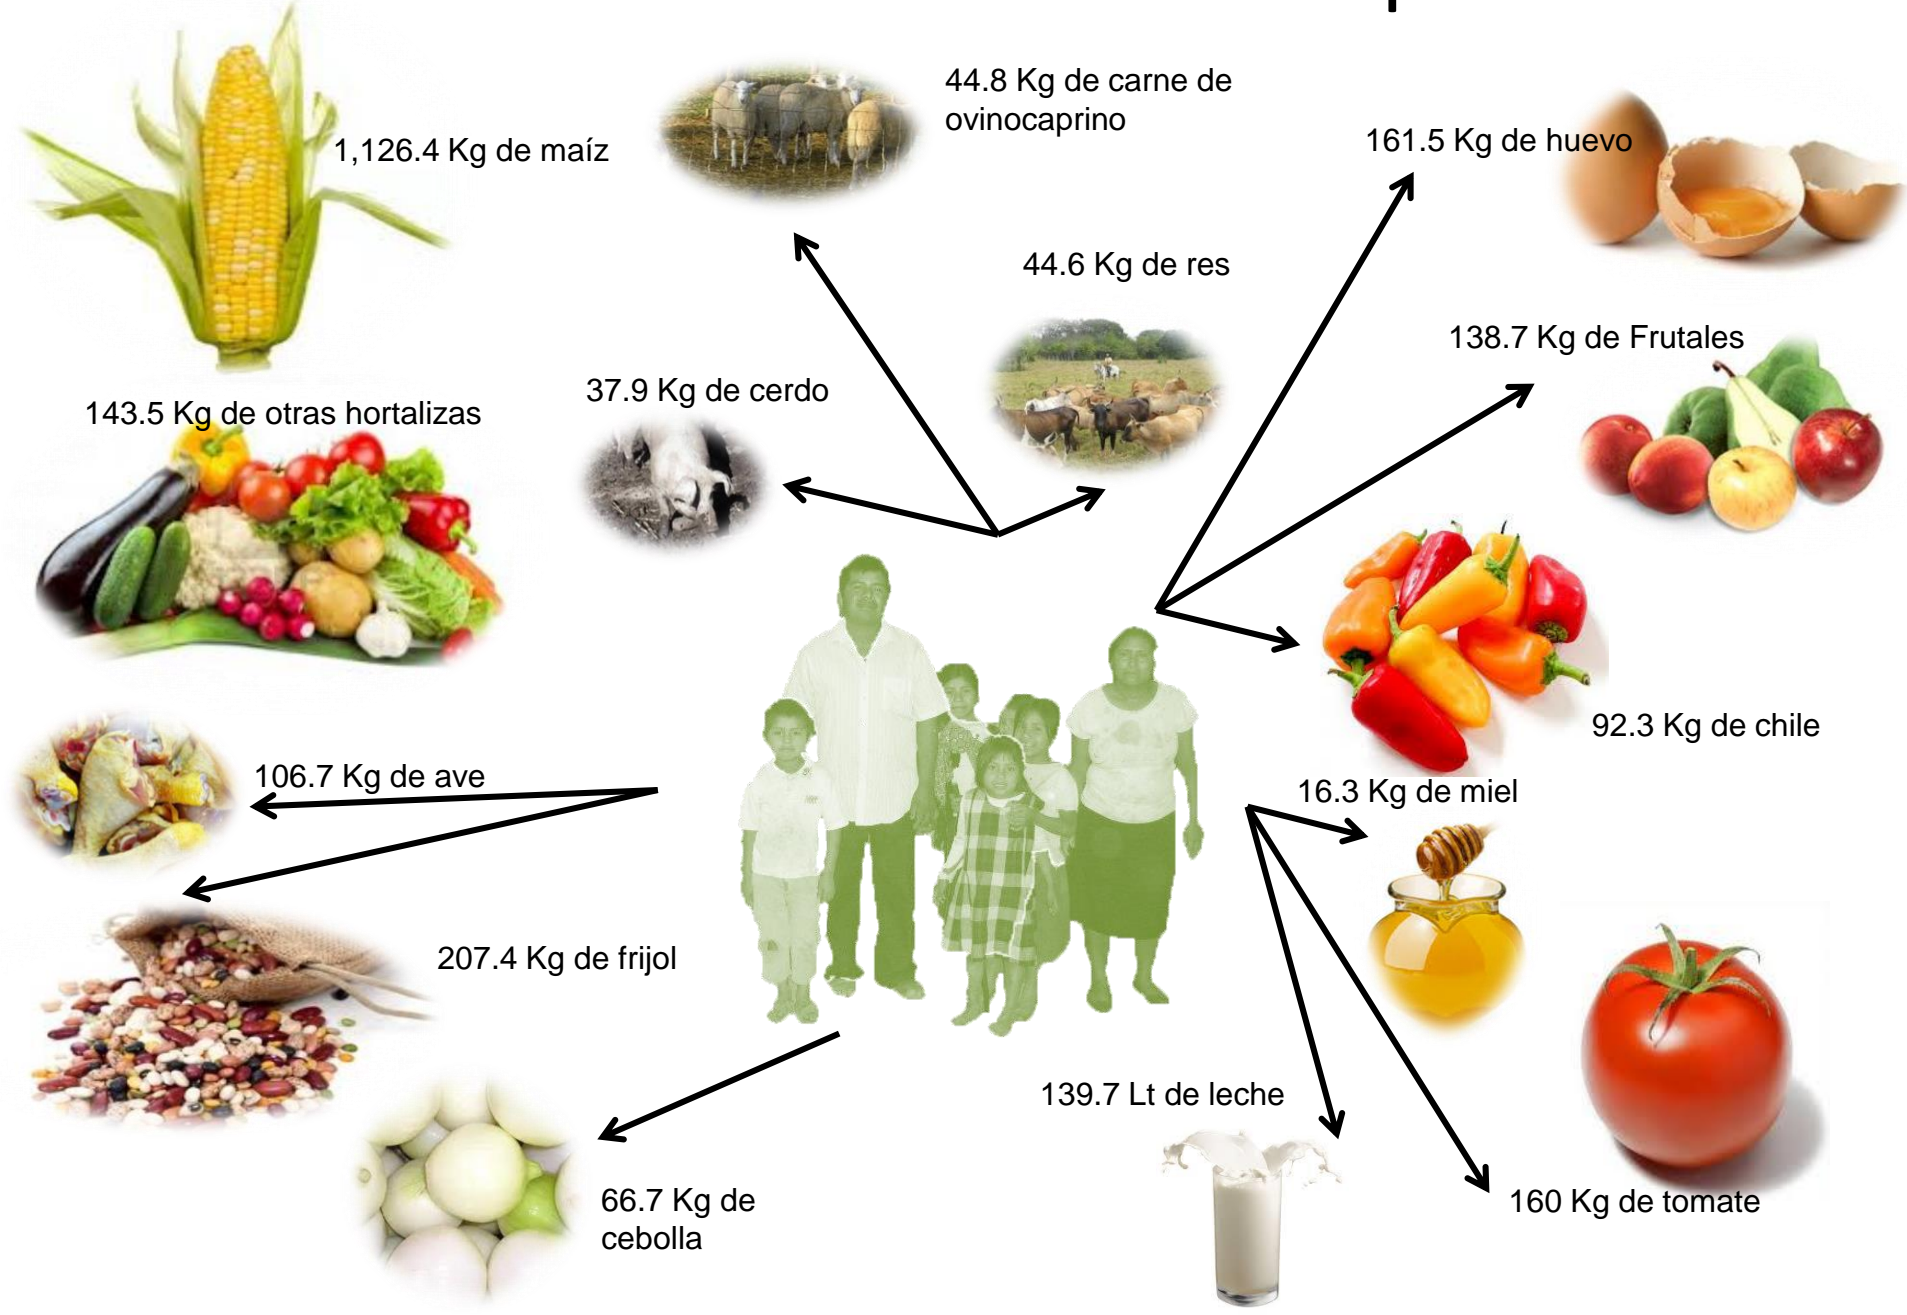 44.8 Kg de carne de
ovinocaprino
161.5 Kg de huevo
1,126.4 Kg de maíz
44.6 Kg de res
138.7 Kg de Frutales
37.9 Kg de cerdo
143.5 Kg de otras hortalizas
92.3 Kg de chile
106.7 Kg de ave
16.3 Kg de miel
207.4 Kg de frijol
139.7 Lt de leche
66.7 Kg de
cebolla
160 Kg de tomate